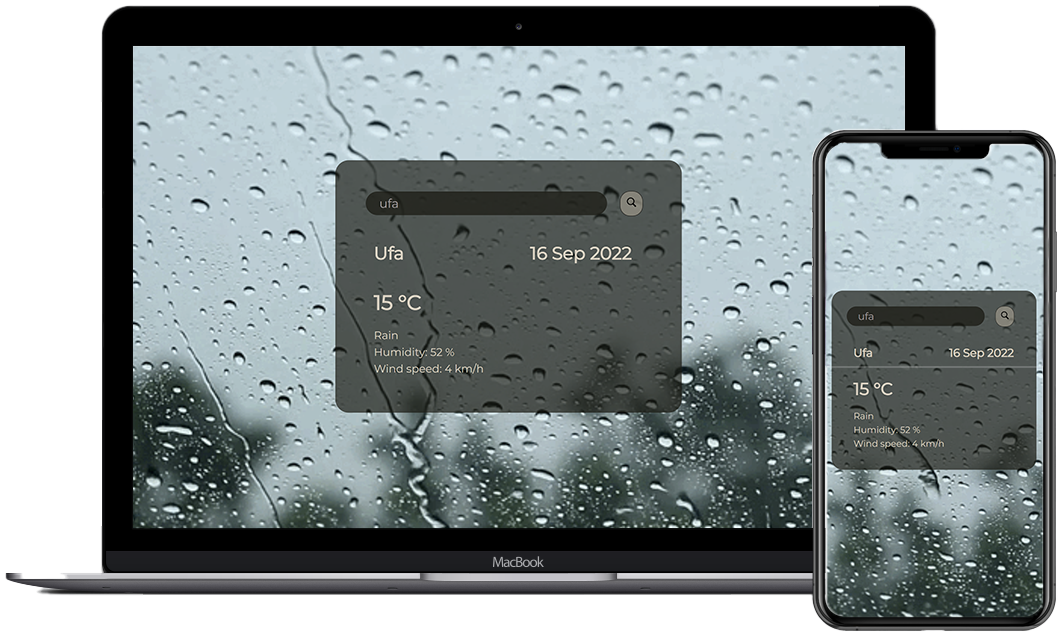 ufa
Ufa 16 Sep 2022
15 °C
Rain
Humidity: 52 %
Wind speed: 4 km/h
MacBook
ufa
Ufa 16 Sep 2022
15 °C
Rain
Humidity: 52 %
Wind speed: 4 km/h